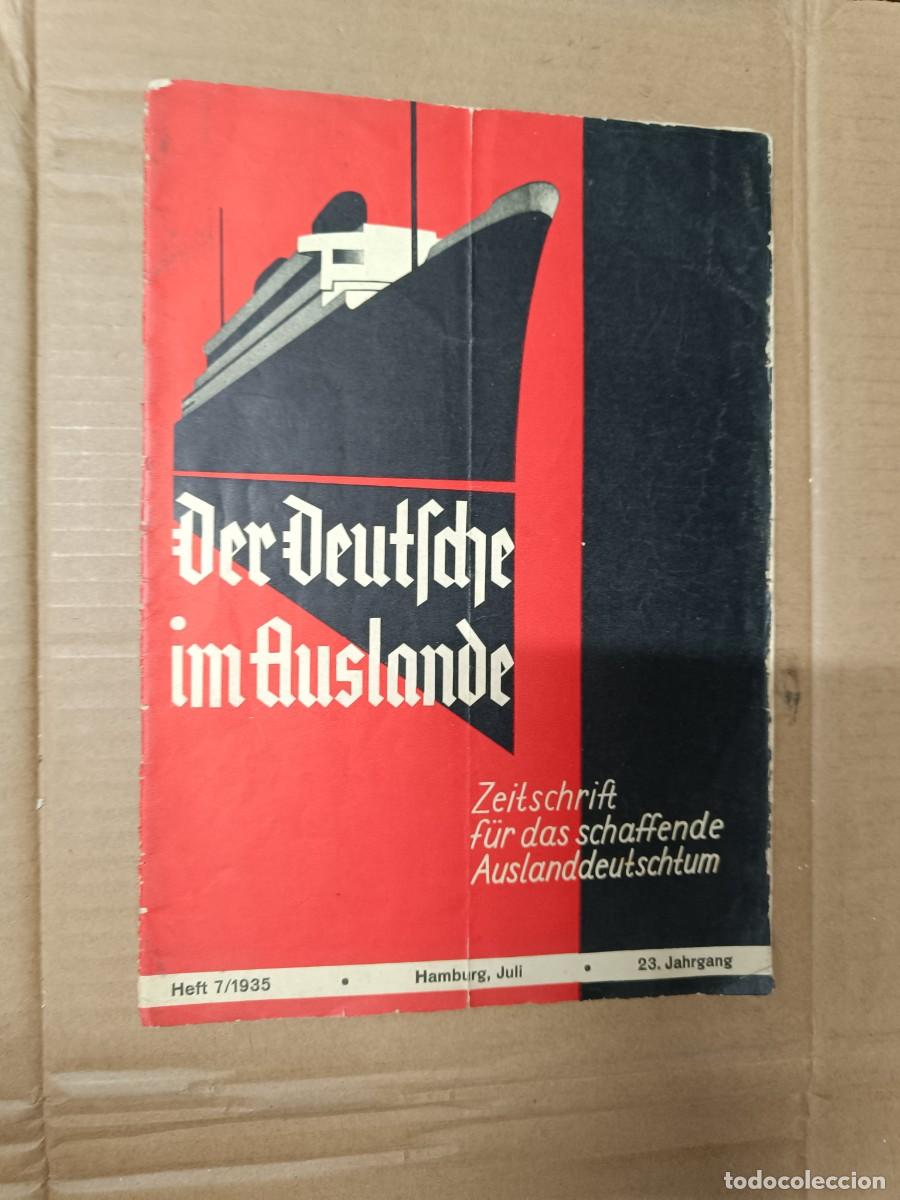 Der Deutsche
im Auslande
Zeitschrift
für das schaffende
Auslanddeutschtum
Heft 7/1935 • Hamburg, Juli • 23. Jahrgang
todocoleccion